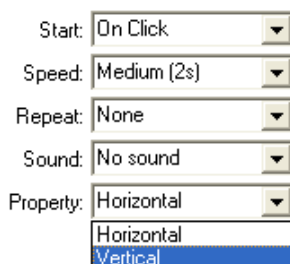 Start: On Click
Speed: Medium (2s)
Repeat: None
Sound: No sound
Property: Horizontal
Horizontal
Vertical